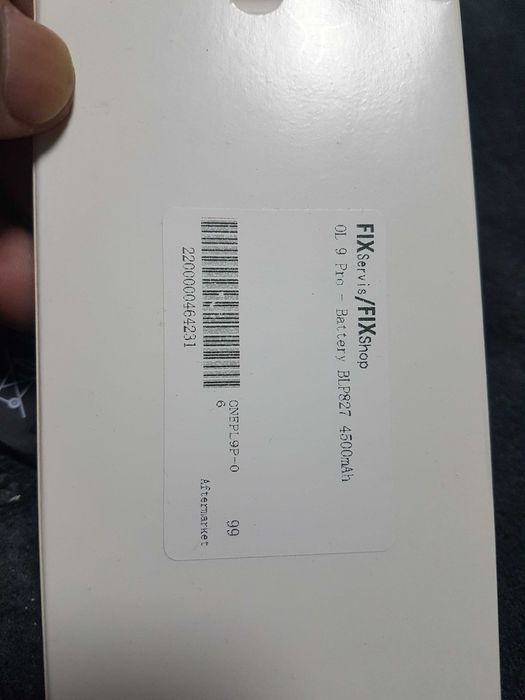 FIXservis/FIXshop
OL 9 Pro - Battery BLP827 4500mAh
2200000464231
ONEPL9P-0
6
99
Aftermarket